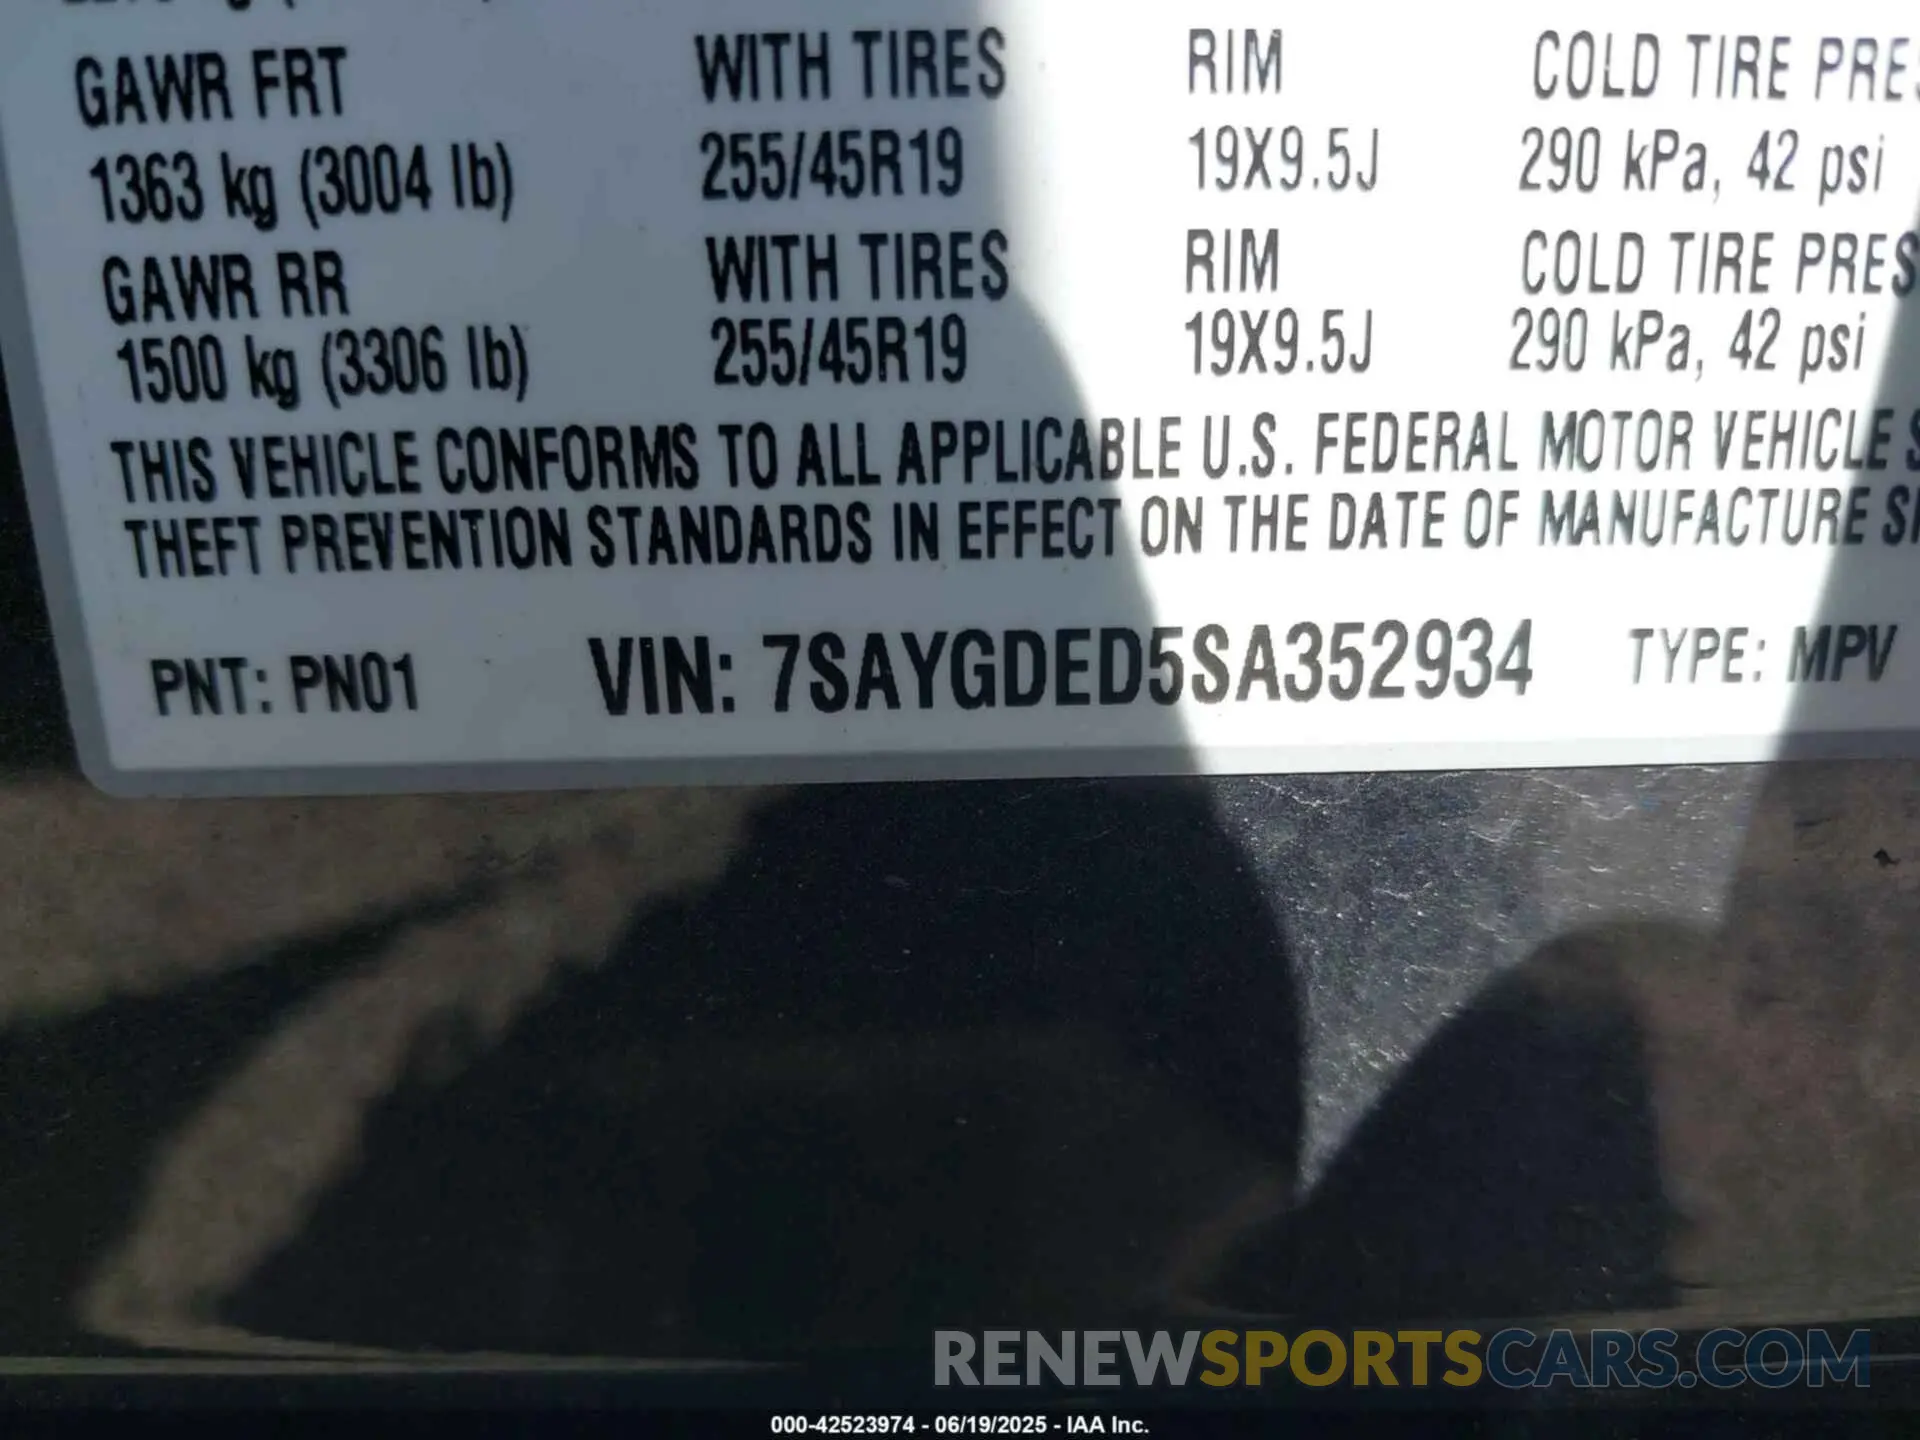 GAWR FRT WITH TIRES RIM COLD TIRE
1363 kg (3004 lb) 255/45R19 19X9.5J 290 kPa, 42 psi
GAWR RR WITH TIRES RIM COLD TIRE
1500 kg (3306 lb) 255/45R19 19X9.5J 290 kPa, 42 psi
THIS VEHICLE CONFORMS TO ALL APPLICABLE U.S. FEDERAL MOTOR VEHICLE
THEFT PREVENTION STANDARDS IN EFFECT ON THE DATE OF MANUFACTURE
PNT: PN01 VIN: 7SAYGDED5SA352934 TYPE: MPV
RENEWSPORTSCARS.COM
000-42523974 - 06/19/2025 - IAA Inc.